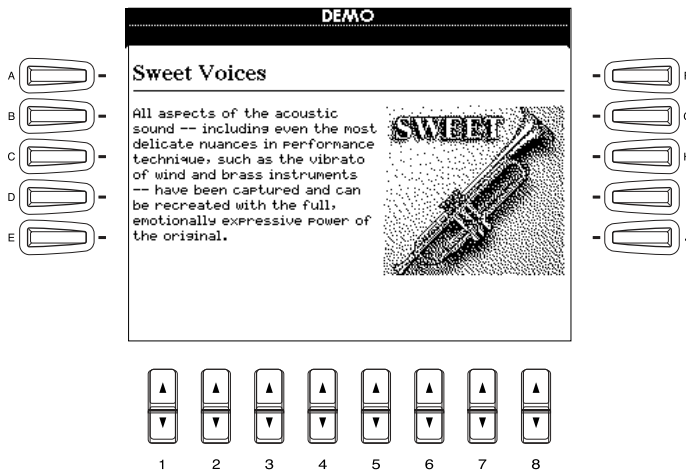 DEMO
Sweet Voices
A
B
C
D
E
All aspects of the acoustic
sound -- including even the most
delicate nuances in performance
technique, such as the vibrato
of wind and brass instruments
-- have been captured and can
be recreated with the full,
emotionally expressive power of
the original.
SWEET
1 2 3 4 5 6 7 8